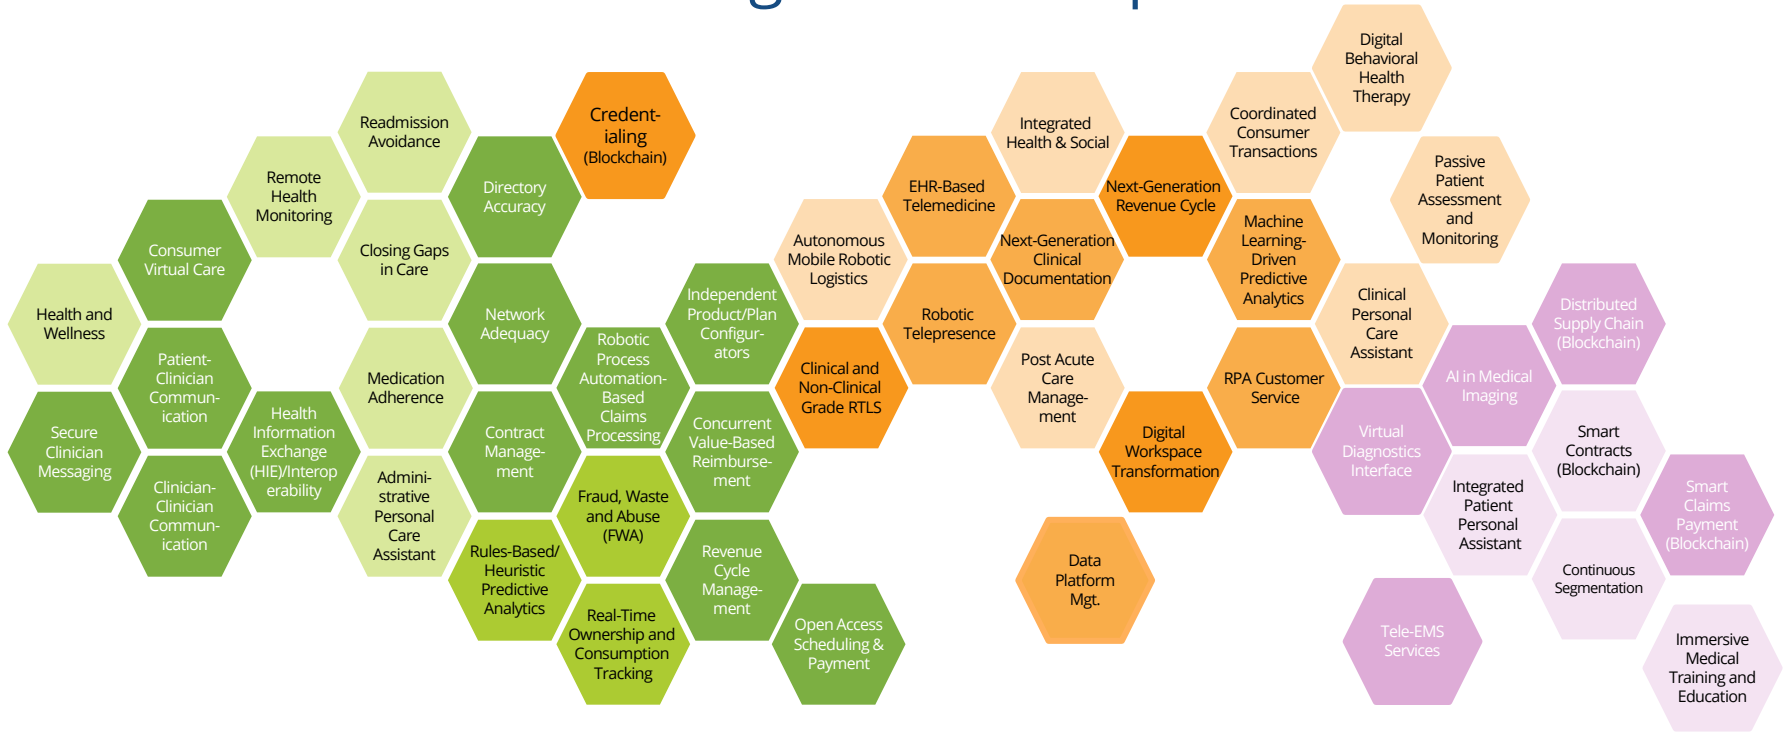 Digital
Behavioral
Health
Therapy
Readmission
Avoidance
Credent-
ialing
(Blockchain)
Integrated
Health & Social
Coordinated
Consumer
Transactions
Remote
Health
Monitoring
Directory
Accuracy
EHR-Based
Telemedicine
Next-Generation
Revenue Cycle
Passive
Patient
Assessment
and
Monitoring
Consumer
Virtual Care
Closing Gaps
in Care
Autonomous
Mobile Robotic
Logistics
Next-Generation
Clinical
Documentation
Machine
Learning-
Driven
Predictive
Analytics
Health and
Wellness
Network
Adequacy
Independent
Product/Plan
Configur-
ators
Robotic
Telepresence
Clinical
Personal
Care
Assistant
Distributed
Supply Chain
(Blockchain)
Patient-
Clinician
Commun-
ication
Medication
Adherence
Robotic
Process
Automation-
Based
Claims
Processing
Clinical and
Non-Clinical
Grade RTLS
Post Acute
Care
Manage-
ment
RPA Customer
Service
AI in Medical
Imaging
Secure
Clinician
Messaging
Health
Information
Exchange
(HIE)/Interop
erability
Contract
Manage-
ment
Concurrent
Value-Based
Reimburse-
ment
Digital
Workspace
Transformation
Virtual
Diagnostics
Interface
Smart
Contracts
(Blockchain)
Clinician-
Clinician
Commun-
ication
Admini-
strative
Personal
Care
Assistant
Fraud, Waste
and Abuse
(FWA)
Integrated
Patient
Personal
Assistant
Smart
Claims
Payment
(Blockchain)
Rules-Based/
Heuristic
Predictive
Analytics
Revenue
Cycle
Manage-
ment
Data
Platform
Mgt.
Continuous
Segmentation
Real-Time
Ownership and
Consumption
Tracking
Open Access
Scheduling &
Payment
Tele-EMS
Services
Immersive
Medical
Training and
Education